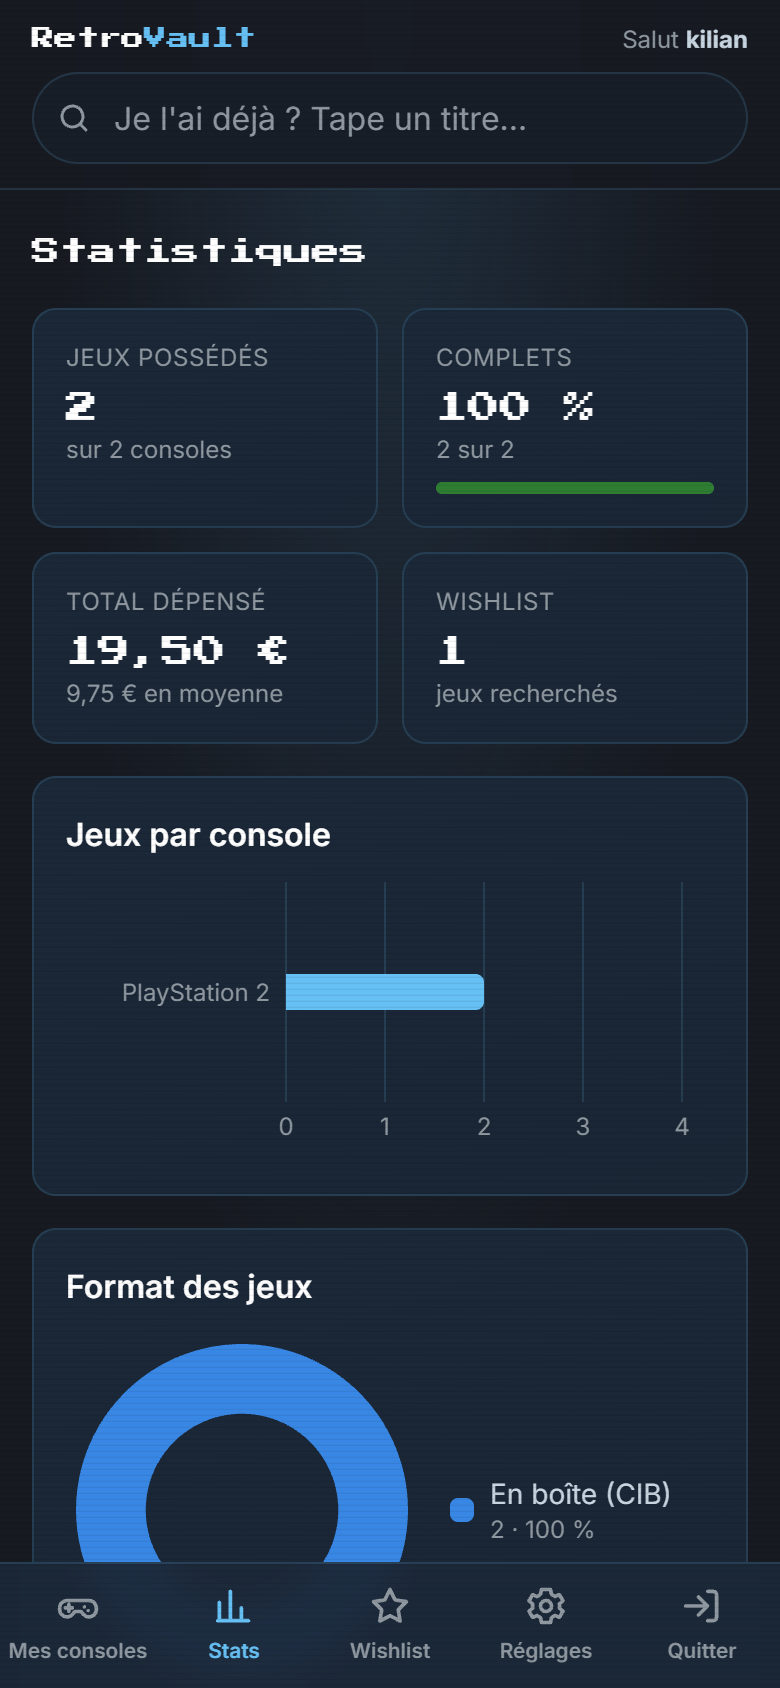 RetroVault
Salut kilian
Je l'ai déjà ? Tape un titre...
Statistiques
JEUX POSSÉDÉS
2
sur 2 consoles
COMPLETS
100 %
2 sur 2
TOTAL DÉPENSÉ
19,50 €
9,75 € en moyenne
WISHLIST
1
jeux recherchés
Jeux par console
PlayStation 2
0 1 2 3 4
Format des jeux
En boîte (CIB)
2 · 100 %
Mes consoles
Stats
Wishlist
Réglages
Quitter